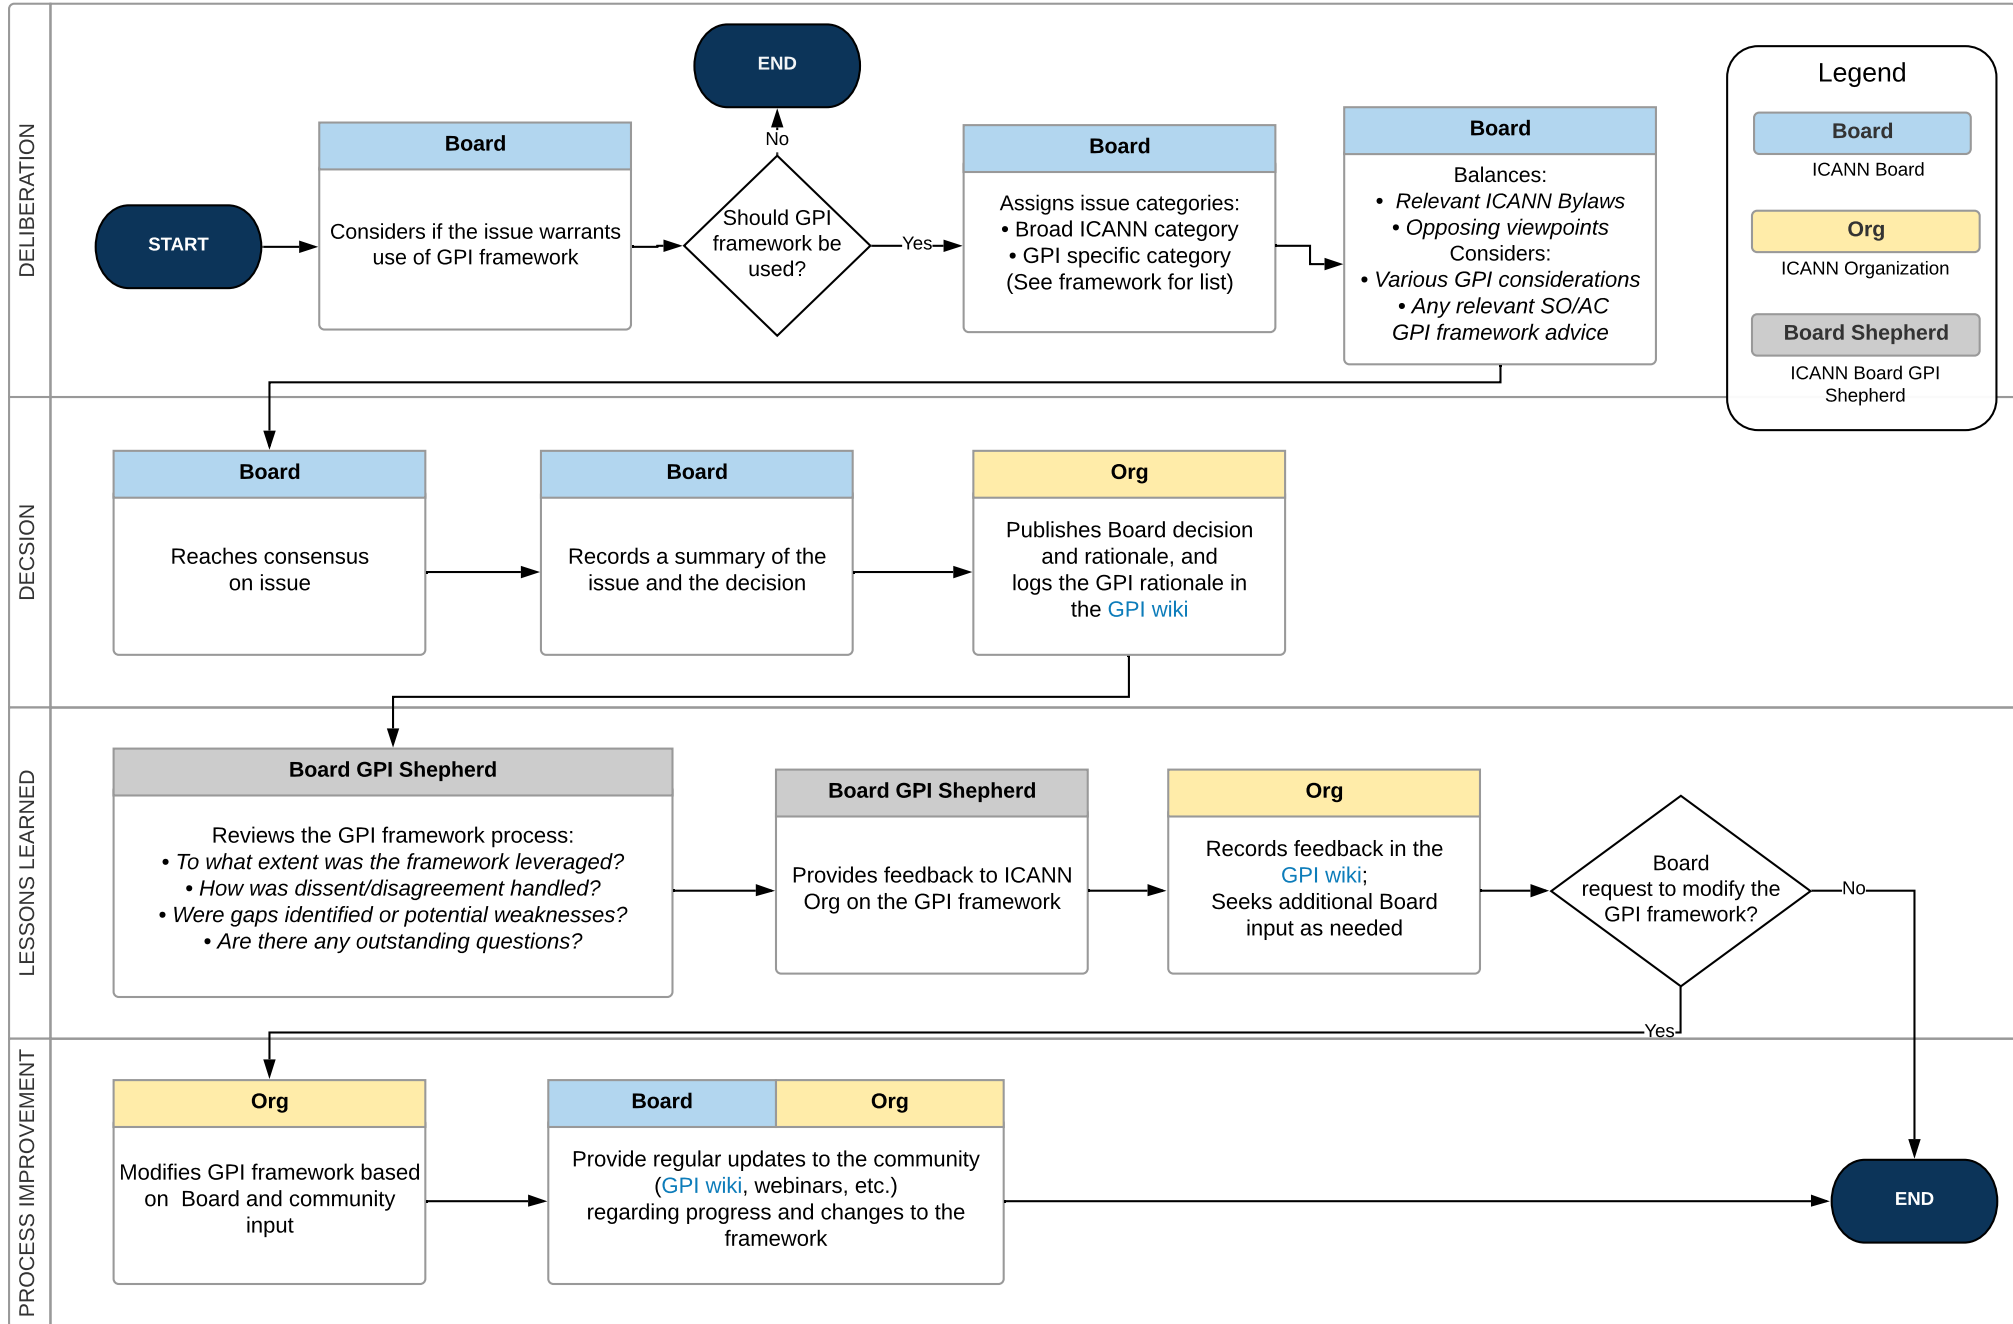 DELIBERATION
START
Board
Considers if the issue warrants
use of GPI framework
END
No
Should GPI
framework be
used?
Yes
Board
Assigns issue categories:
• Broad ICANN category
• GPI specific category
(See framework for list)
Board
Balances:
• Relevant ICANN Bylaws
• Opposing viewpoints
Considers:
• Various GPI considerations
• Any relevant SO/AC
GPI framework advice
Legend
Board
ICANN Board
Org
ICANN Organization
Board Shepherd
ICANN Board GPI
Shepherd
DECSION
Board
Reaches consensus
on issue
Board
Records a summary of the
issue and the decision
Org
Publishes Board decision
and rationale, and
logs the GPI rationale in
the GPI wiki
LESSONS LEARNED
Board GPI Shepherd
Reviews the GPI framework process:
• To what extent was the framework leveraged?
• How was dissent/disagreement handled?
• Were gaps identified or potential weaknesses?
• Are there any outstanding questions?
Board GPI Shepherd
Provides feedback to ICANN
Org on the GPI framework
Org
Records feedback in the
GPI wiki;
Seeks additional Board
input as needed
Board
request to modify the
GPI framework?
No
Yes
PROCESS IMPROVEMENT
Org
Modifies GPI framework based
on Board and community
input
Board
Org
Provide regular updates to the community
(GPI wiki, webinars, etc.)
regarding progress and changes to the
framework
END